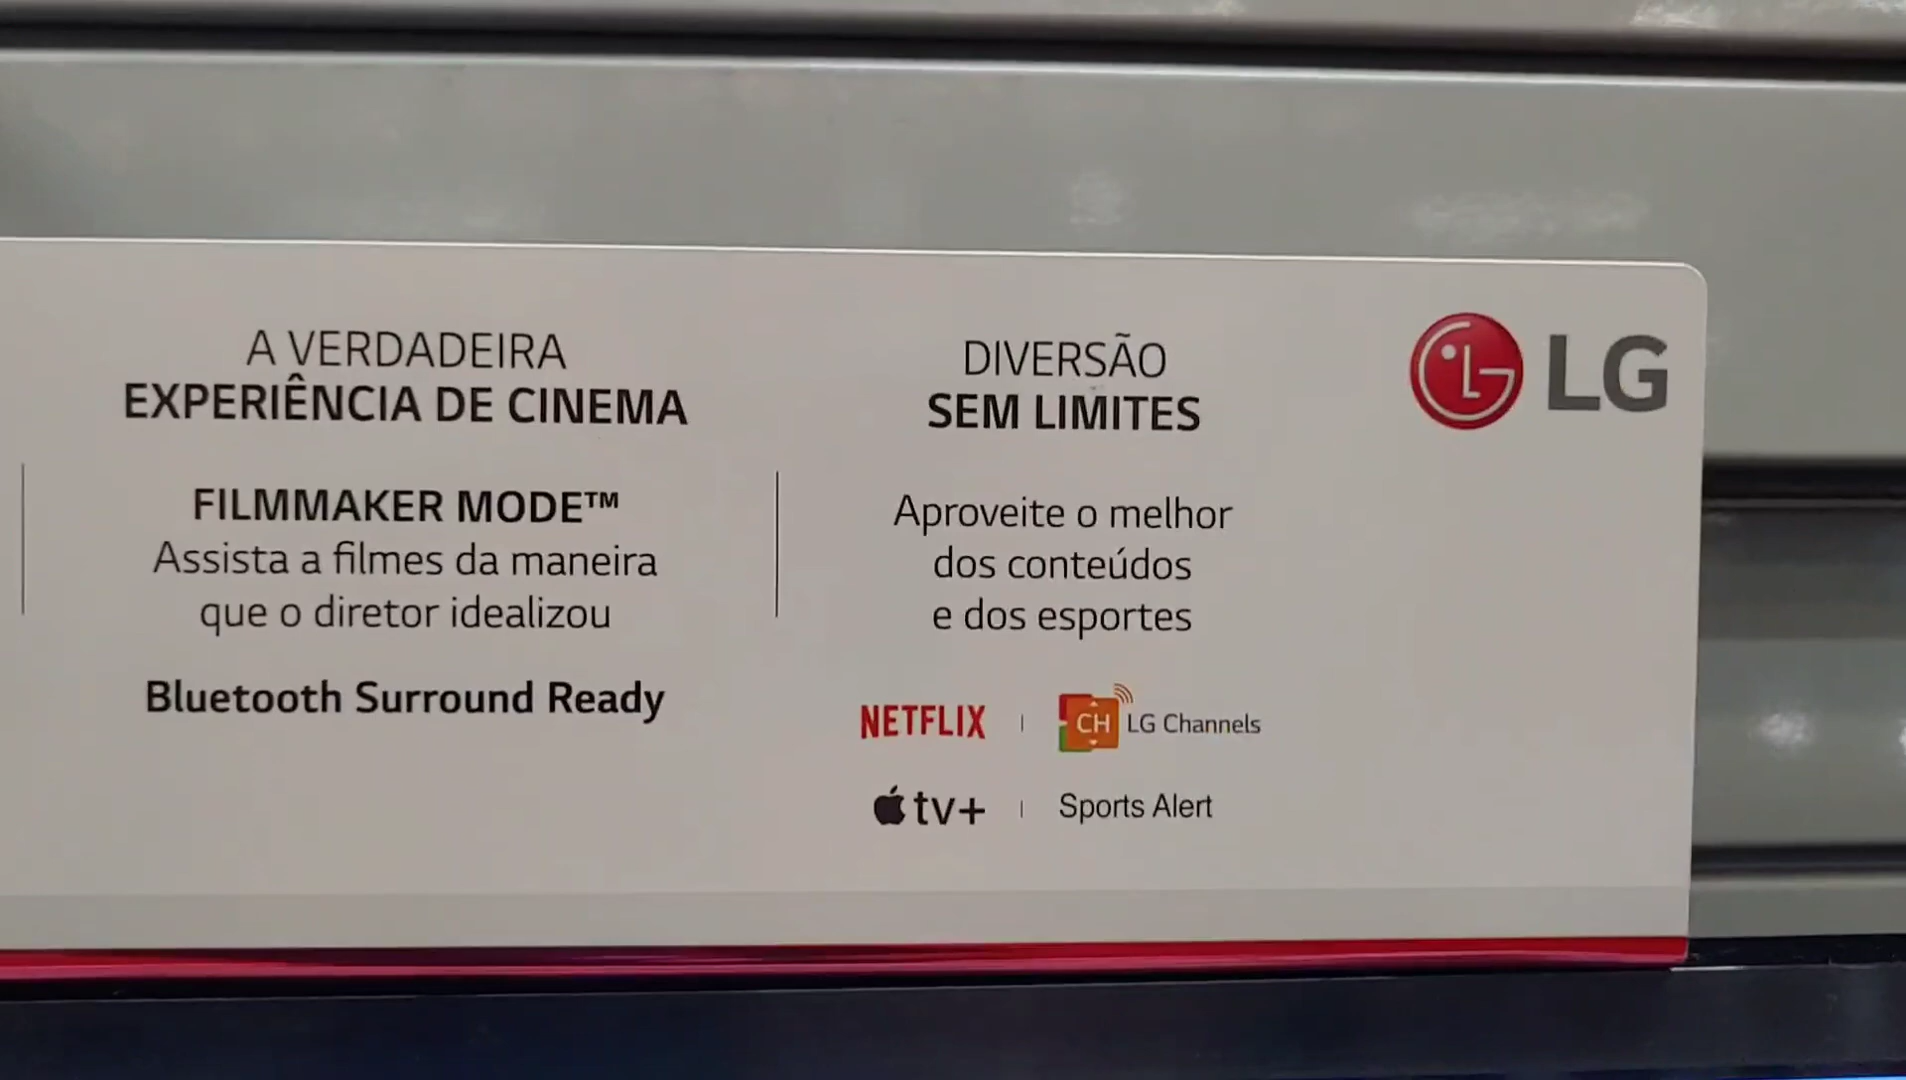 A VERDADEIRA
EXPERIÊNCIA DE CINEMA
FILMMAKER MODE™
Assista a filmes da maneira
que o diretor idealizou
Bluetooth Surround Ready
DIVERSÃO
SEM LIMITES
Aproveite o melhor
dos conteúdos
e dos esportes
NETFLIX | CH LG Channels
tv+ | Sports Alert
LG